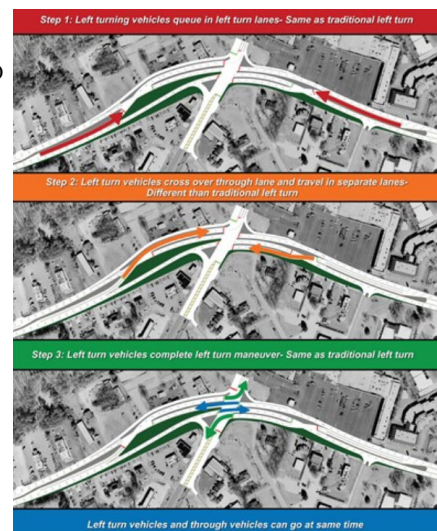 Step 1: Left turning vehicles queue in left turn lanes- Same as traditional left turn
Step 2: Left turn vehicles cross over through lane and travel in separate lanes-
Different than traditional left turn
Step 3: Left turn vehicles complete left turn maneuver- Same as traditional left turn
Left turn vehicles and through vehicles can go at same time